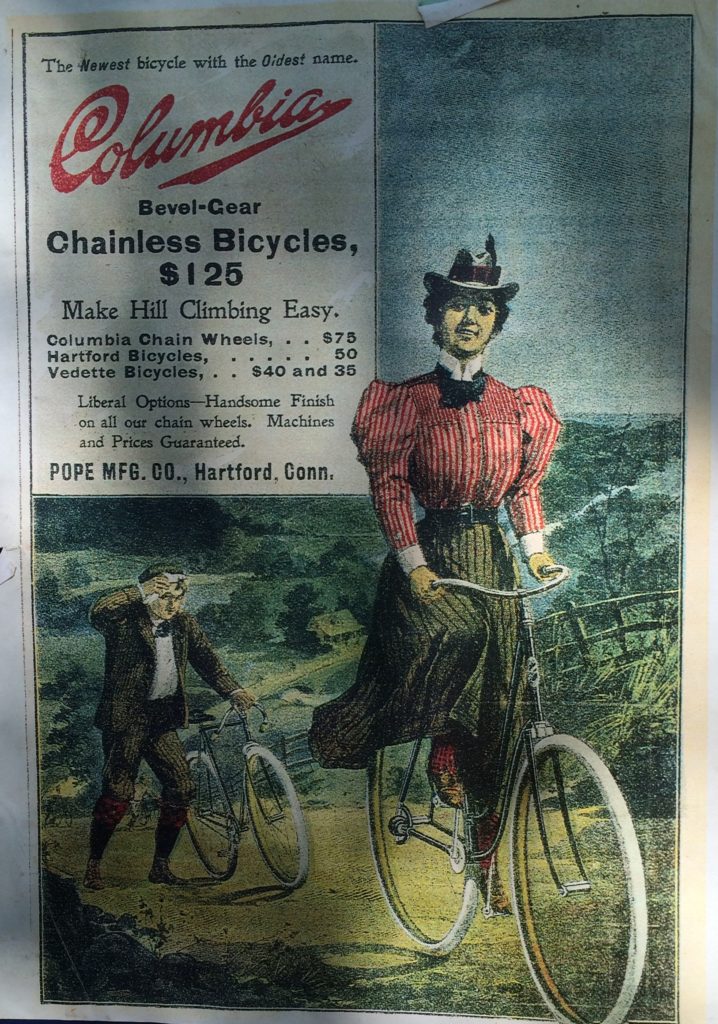 The Newest bicycle with the Oldest name.
Columbia
Bevel-Gear
Chainless Bicycles,
$125
Make Hill Climbing Easy.
Columbia Chain Wheels, . . $75
Hartford Bicycles, . . . . . 50
Vedette Bicycles, . . $40 and 35
Liberal Options—Handsome Finish
on all our chain wheels. Machines
and Prices Guaranteed.
POPE MFG. CO., Hartford, Conn.